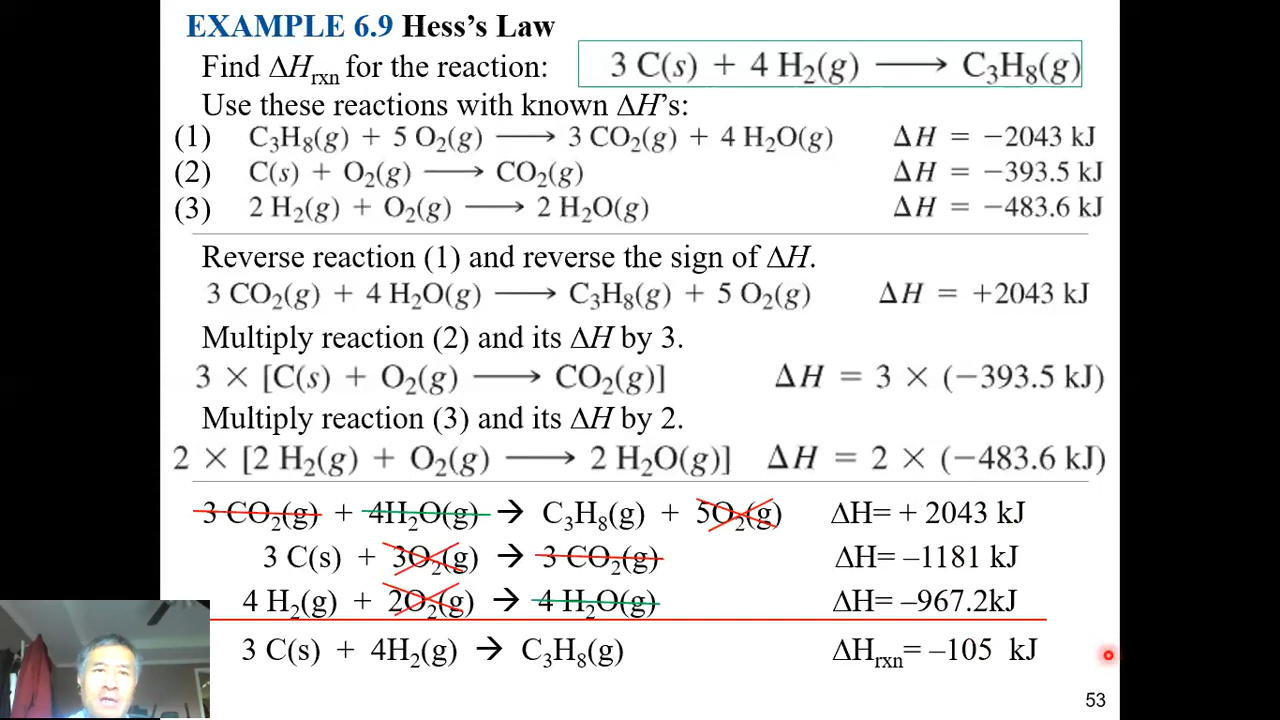 EXAMPLE 6.9 Hess's Law
Find ΔHrxn for the reaction: 3 C(s) + 4 H₂(g) ⟶ C₃H₈(g)
Use these reactions with known ΔH's:
(1) C₃H₈(g) + 5 O₂(g) ⟶ 3 CO₂(g) + 4 H₂O(g) ΔH = −2043 kJ
(2) C(s) + O₂(g) ⟶ CO₂(g) ΔH = −393.5 kJ
(3) 2 H₂(g) + O₂(g) ⟶ 2 H₂O(g) ΔH = −483.6 kJ
Reverse reaction (1) and reverse the sign of ΔH.
3 CO₂(g) + 4 H₂O(g) ⟶ C₃H₈(g) + 5 O₂(g) ΔH = +2043 kJ
Multiply reaction (2) and its ΔH by 3.
3 × [C(s) + O₂(g) ⟶ CO₂(g)] ΔH = 3 × (−393.5 kJ)
Multiply reaction (3) and its ΔH by 2.
2 × [2 H₂(g) + O₂(g) ⟶ 2 H₂O(g)] ΔH = 2 × (−483.6 kJ)
3 CO₂(g) + 4H₂O(g) → C₃H₈(g) + 5O₂(g) ΔH= + 2043 kJ
3 C(s) + 3O₂(g) → 3 CO₂(g) ΔH= –1181 kJ
4 H₂(g) + 2O₂(g) → 4 H₂O(g) ΔH= –967.2kJ
3 C(s) + 4H₂(g) → C₃H₈(g) ΔHrxn= –105 kJ
53